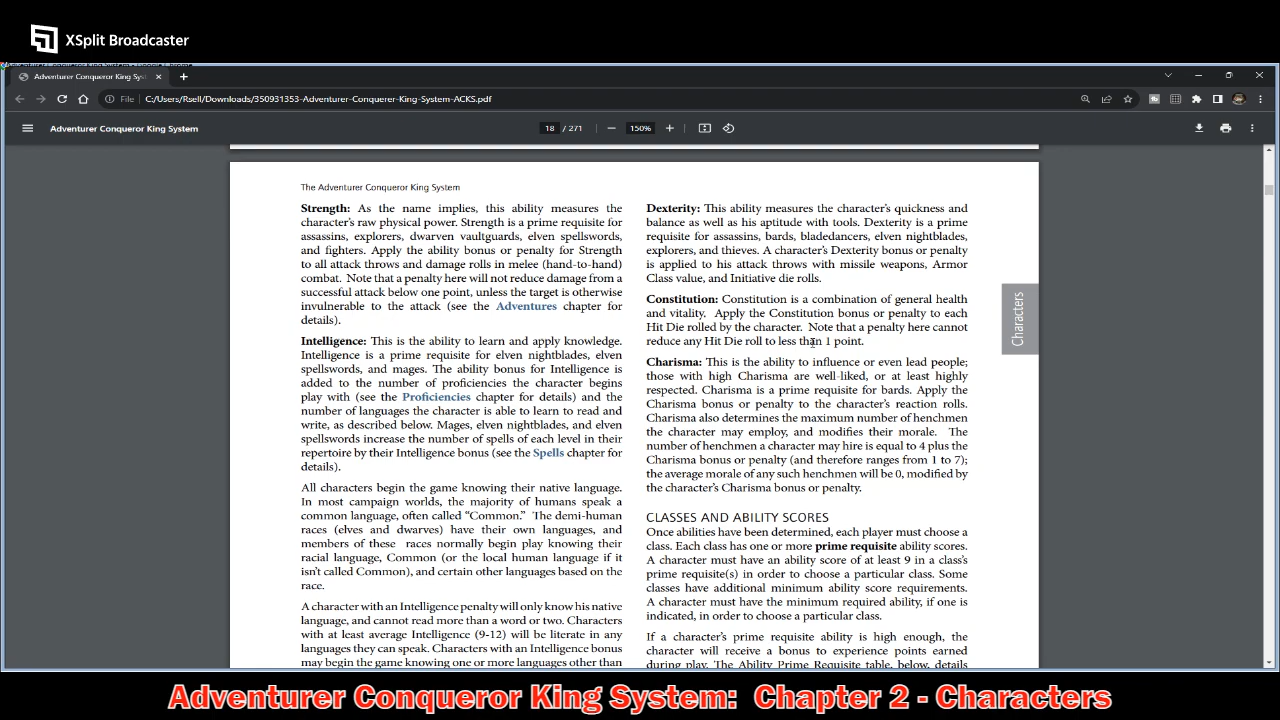 XSplit Broadcaster
Adventurer Conqueror King Sys
File
C:/Users/Rsell/Downloads/350931353-Adventurer-Conquerer-King-System-ACKS.pdf
Adventurer Conqueror King System
18 / 271
150%
The Adventurer Conqueror King System
Strength: As the name implies, this ability measures the
character's raw physical power. Strength is a prime requisite for
assassins, explorers, dwarven vaultguards, elven spellswords,
and fighters. Apply the ability bonus or penalty for Strength
to all attack throws and damage rolls in melee (hand-to-hand)
combat. Note that a penalty here will not reduce damage from a
successful attack below one point, unless the target is otherwise
invulnerable to the attack (see the Adventures chapter for
details).
Intelligence: This is the ability to learn and apply knowledge.
Intelligence is a prime requisite for elven nightblades, elven
spellswords, and mages. The ability bonus for Intelligence is
added to the number of proficiencies the character begins
play with (see the Proficiencies chapter for details) and the
number of languages the character is able to learn to read and
write, as described below. Mages, elven nightblades, and elven
spellswords increase the number of spells of each level in their
repertoire by their Intelligence bonus (see the Spells chapter for
details).
All characters begin the game knowing their native language.
In most campaign worlds, the majority of humans speak a
common language, often called "Common." The demi-human
races (elves and dwarves) have their own languages, and
members of these races normally begin play knowing their
racial language, Common (or the local human language if it
isn't called Common), and certain other languages based on the
race.
A character with an Intelligence penalty will only know his native
language, and cannot read more than a word or two. Characters
with at least average Intelligence (9-12) will be literate in any
languages they can speak. Characters with an Intelligence bonus
may begin the game knowing one or more languages other than
Dexterity: This ability measures the character's quickness and
balance as well as his aptitude with tools. Dexterity is a prime
requisite for assassins, bards, bladedancers, elven nightblades,
explorers, and thieves. A character's Dexterity bonus or penalty
is applied to his attack throws with missile weapons, Armor
Class value, and Initiative die rolls.
Constitution: Constitution is a combination of general health
and vitality. Apply the Constitution bonus or penalty to each
Hit Die rolled by the character. Note that a penalty here cannot
reduce any Hit Die roll to less than 1 point.
Charisma: This is the ability to influence or even lead people;
those with high Charisma are well-liked, or at least highly
respected. Charisma is a prime requisite for bards. Apply the
Charisma bonus or penalty to the character's reaction rolls.
Charisma also determines the maximum number of henchmen
the character may employ, and modifies their morale. The
number of henchmen a character may hire is equal to 4 plus the
Charisma bonus or penalty (and therefore ranges from 1 to 7);
the average morale of any such henchmen will be 0, modified by
the character's Charisma bonus or penalty.
CLASSES AND ABILITY SCORES
Once abilities have been determined, each player must choose a
class. Each class has one or more prime requisite ability scores.
A character must have an ability score of at least 9 in a class's
prime requisite(s) in order to choose a particular class. Some
classes have additional minimum ability score requirements.
A character must have the minimum required ability, if one is
indicated, in order to choose a particular class.
If a character's prime requisite ability is high enough, the
character will receive a bonus to experience points earned
during play. The Ability Prime Requisite table, below, details
Characters
Adventurer Conqueror King System: Chapter 2 - Characters